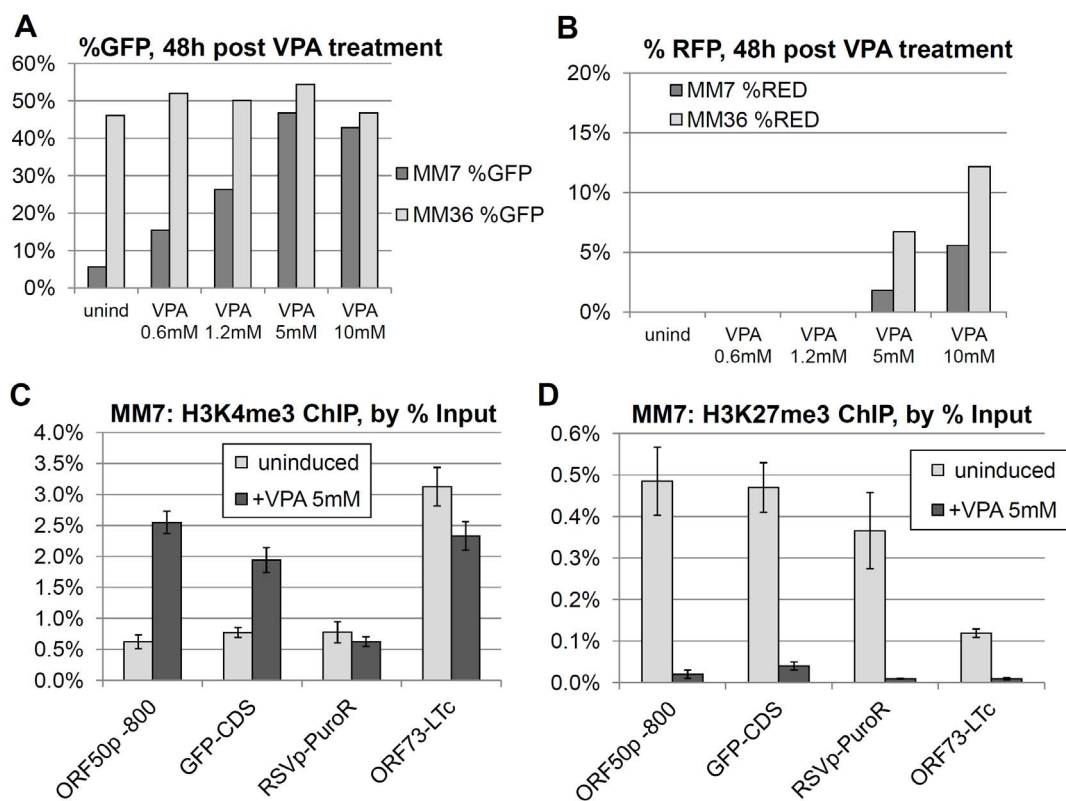 A
%GFP, 48h post VPA treatment
60%
50%
40%
30%
20%
10%
0%
unind
VPA 0.6mM
VPA 1.2mM
VPA 5mM
VPA 10mM
MM7 %GFP
MM36 %GFP
B
% RFP, 48h post VPA treatment
20%
15%
10%
5%
0%
MM7 %RED
MM36 %RED
unind
VPA 0.6mM
VPA 1.2mM
VPA 5mM
VPA 10mM
C
MM7: H3K4me3 ChIP, by % Input
4.0%
3.5%
3.0%
2.5%
2.0%
1.5%
1.0%
0.5%
0.0%
uninduced
+VPA 5mM
ORF50p -800
GFP-CDS
RSVp-PuroR
ORF73-LTc
D
MM7: H3K27me3 ChIP, by % Input
0.6%
0.5%
0.4%
0.3%
0.2%
0.1%
0.0%
uninduced
+VPA 5mM
ORF50p -800
GFP-CDS
RSVp-PuroR
ORF73-LTc